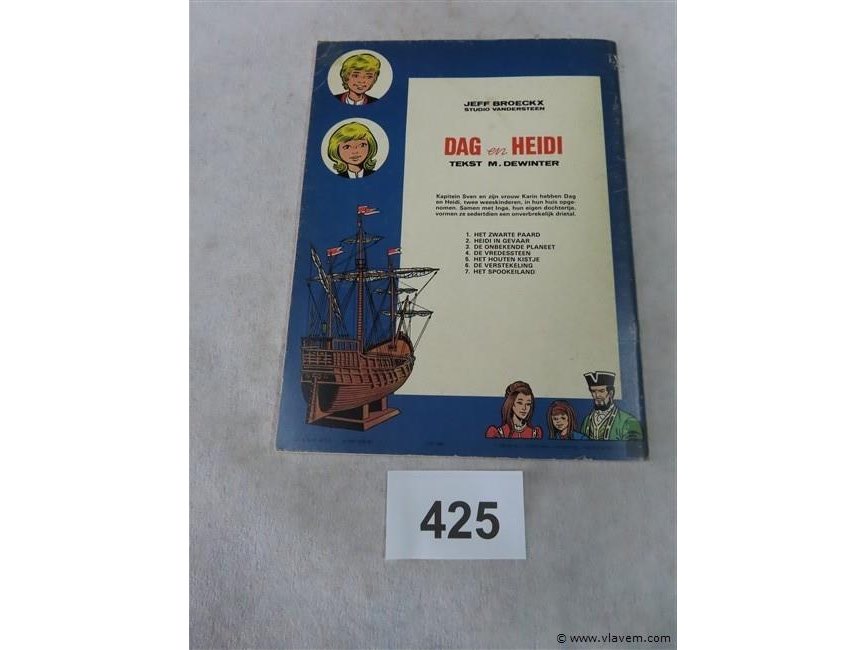 JEFF BROECKX
STUDIO VANDERSTEEN
DAG en HEIDI
TEKST M. DEWINTER
Kapitein Sven en zijn vrouw Karin hebben Dag
en Heidi, twee weeskinderen, in hun huis opge-
nomen. Samen met Inga, hun eigen dochtertje,
vormen ze sedertdien een onverbrekelijk drietal.
1. HET ZWARTE PAARD
2. HEIDI IN GEVAAR
3. DE ONBEKENDE PLANEET
4. DE VREDESSTEEN
5. HET HOUTEN KISTJE
6. DE VERSTEKELING
7. HET SPOOKEILAND
425
© www.vlavem.com